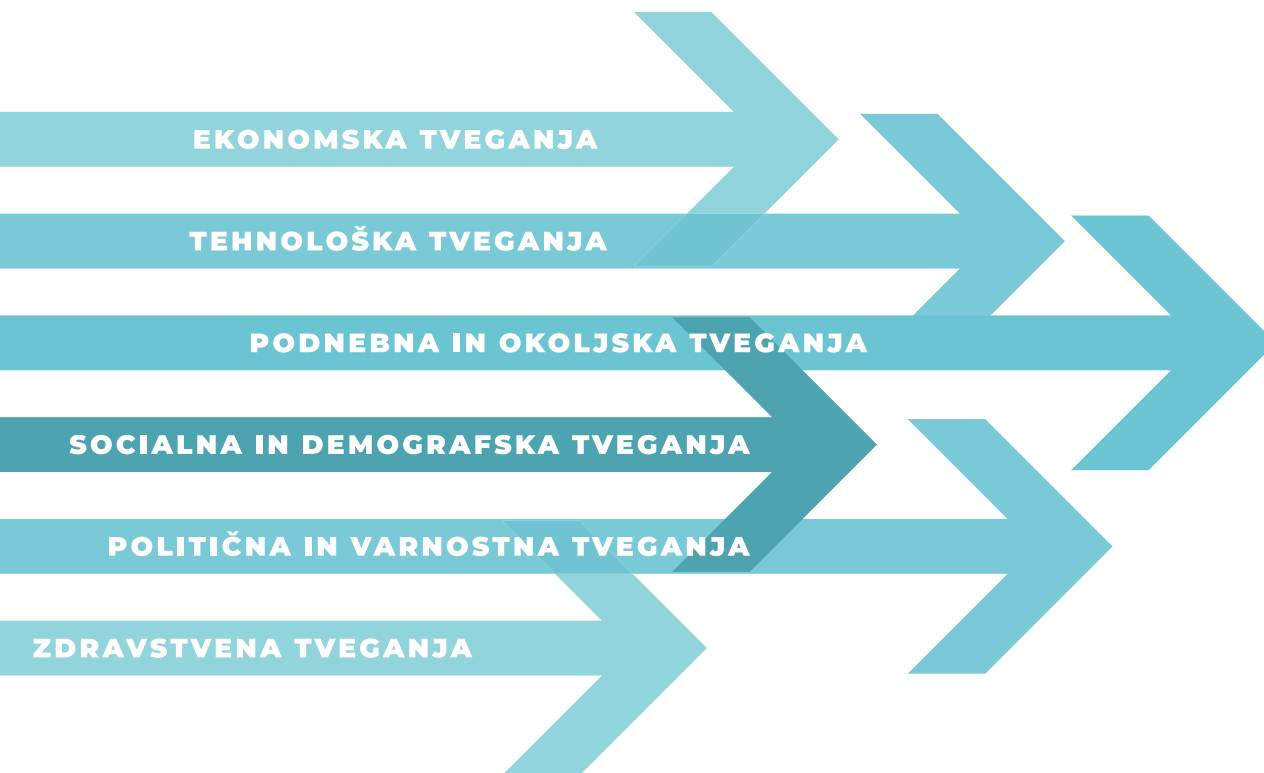 EKONOMSKA TVEGANJA
TEHNOLOŠKA TVEGANJA
PODNEBNA IN OKOLJSKA TVEGANJA
SOCIALNA IN DEMOGRAFSKA TVEGANJA
POLITIČNA IN VARNOSTNA TVEGANJA
ZDRAVSTVENA TVEGANJA